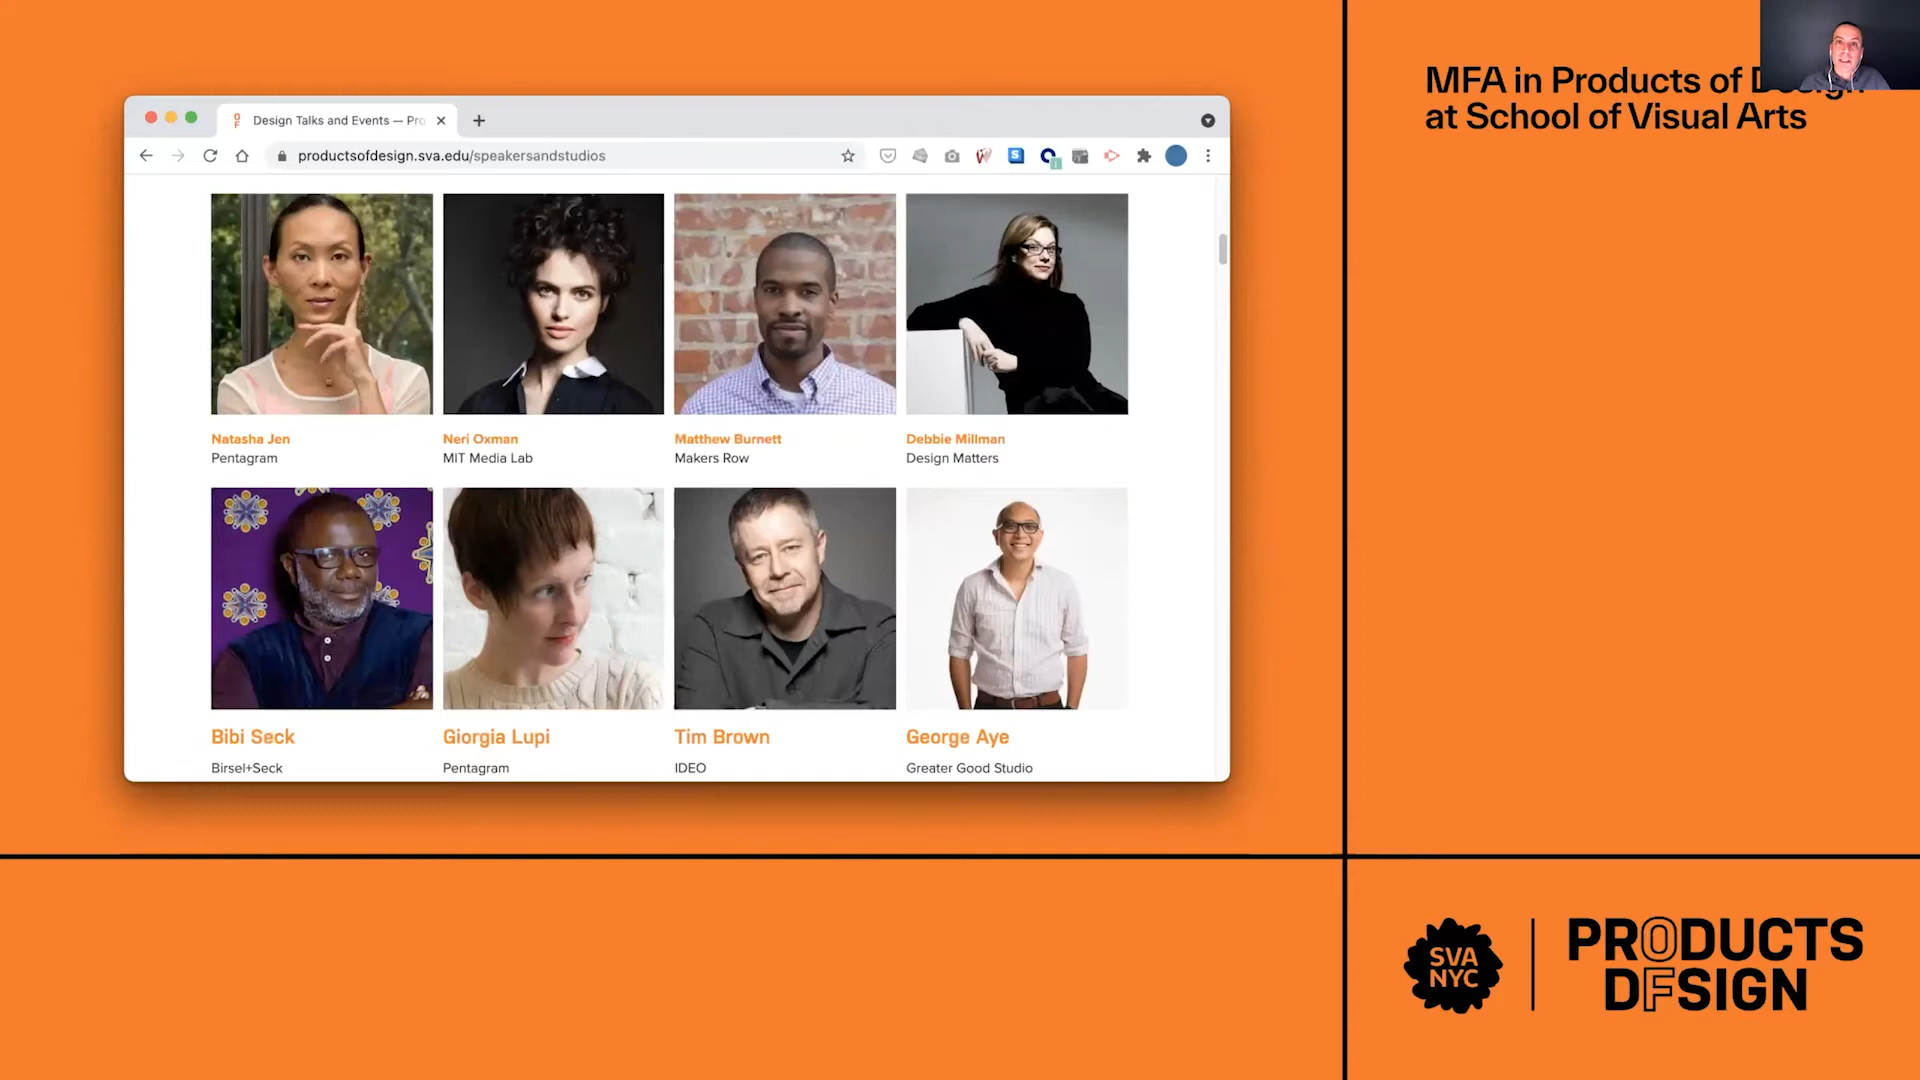 MFA in Products of Design
at School of Visual Arts
Design Talks and Events — Pro
productsofdesign.sva.edu/speakersandstudios
Natasha Jen
Pentagram
Neri Oxman
MIT Media Lab
Matthew Burnett
Makers Row
Debbie Millman
Design Matters
Bibi Seck
Birsel+Seck
Giorgia Lupi
Pentagram
Tim Brown
IDEO
George Aye
Greater Good Studio
SVA
NYC
PRODUCTS
OF
DESIGN